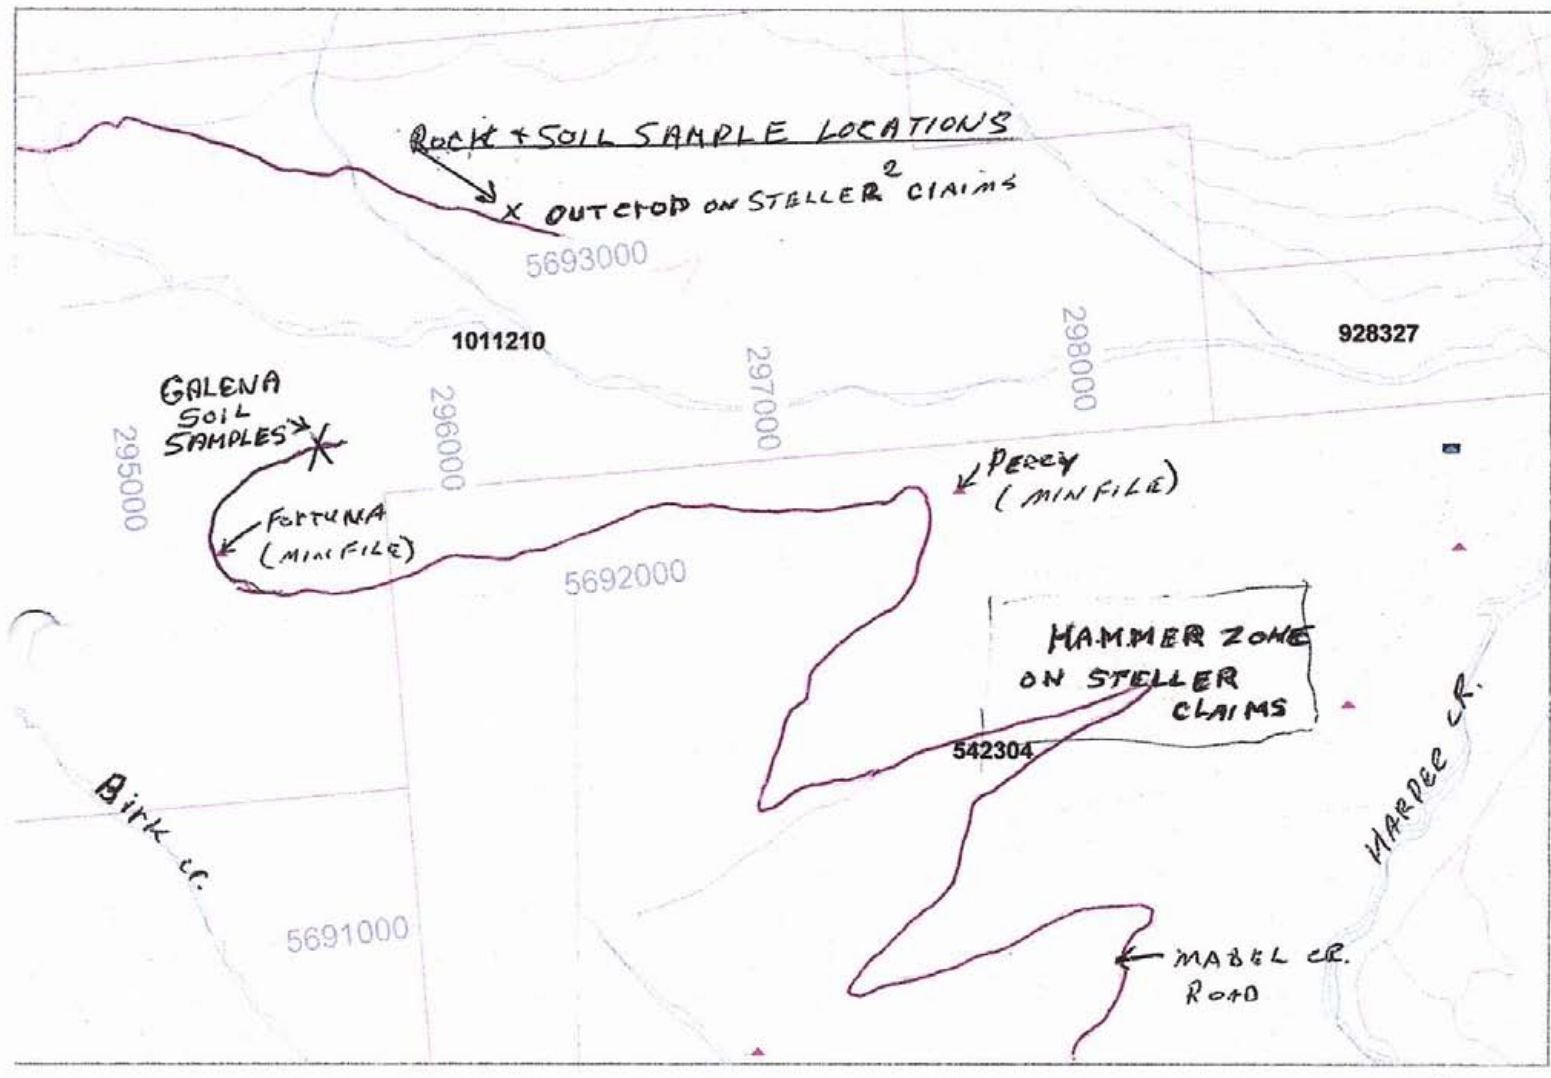 ROCK + SOIL SAMPLE LOCATIONS
X OUTCROP ON STELLER 2 CLAIMS
5693000
1011210
928327
298000
297000
296000
295000
GALENA
SOIL
SAMPLES
PERCY
(MINFILE)
FORTUNA
(MINFILE)
5692000
HAMMER ZONE
ON STELLER
CLAIMS
542304
Birk cr.
HARPER CR.
5691000
MABEL CR.
ROAD